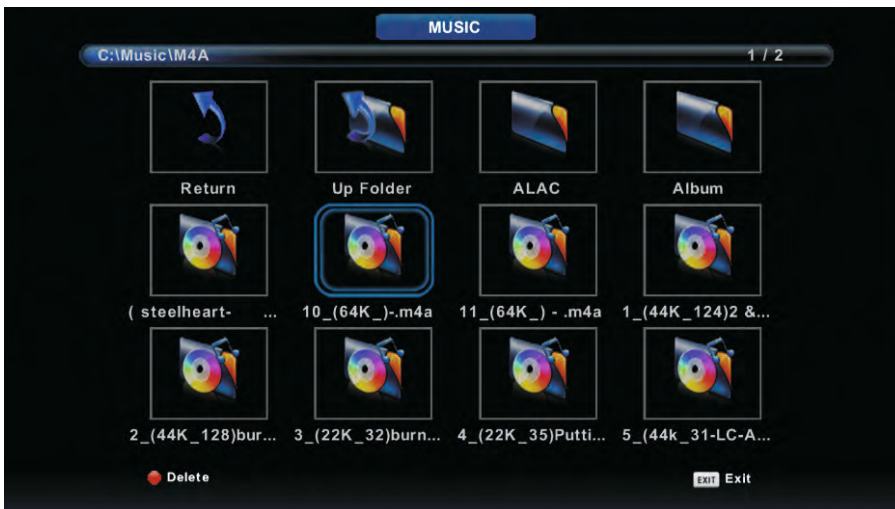 MUSIC
C:\Music\M4A 1 / 2
Return Up Folder ALAC Album
( steelheart- ... 10_(64K_)-.m4a 11_(64K_) - .m4a 1_(44K_124)2 &...
2_(44K_128)bur... 3_(22K_32)burn... 4_(22K_35)Putti... 5_(44k_31-LC-A...
Delete EXIT Exit